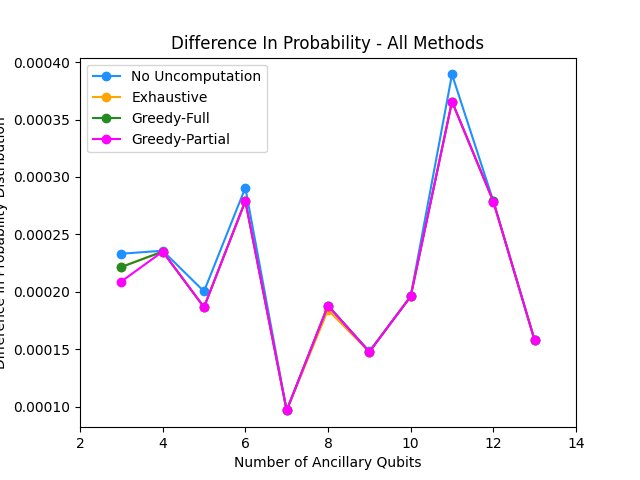 Difference In Probability - All Methods
No Uncomputation
Exhaustive
Greedy-Full
Greedy-Partial
0.00040
0.00035
0.00030
0.00025
0.00020
0.00015
0.00010
Difference In Probability Distribution
2 4 6 8 10 12 14
Number of Ancillary Qubits